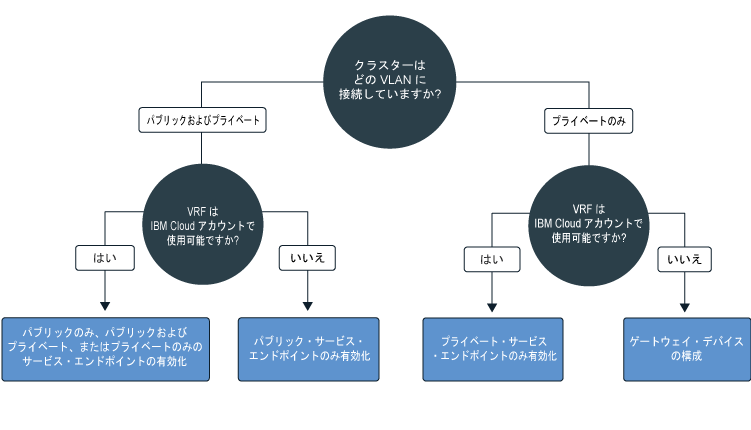 クラスターは
どの VLAN に
接続していますか?
パブリックおよびプライベート
プライベートのみ
VRF は
IBM Cloud アカウントで
使用可能ですか?
VRF は
IBM Cloud アカウントで
使用可能ですか?
はい
いいえ
はい
いいえ
パブリックのみ、パブリックおよび
プライベート、またはプライベートのみの
サービス・エンドポイントの有効化
パブリック・サービス・
エンドポイントのみ有効化
プライベート・サービス
・エンドポイントのみ有効化
ゲートウェイ・デバイス
の構成